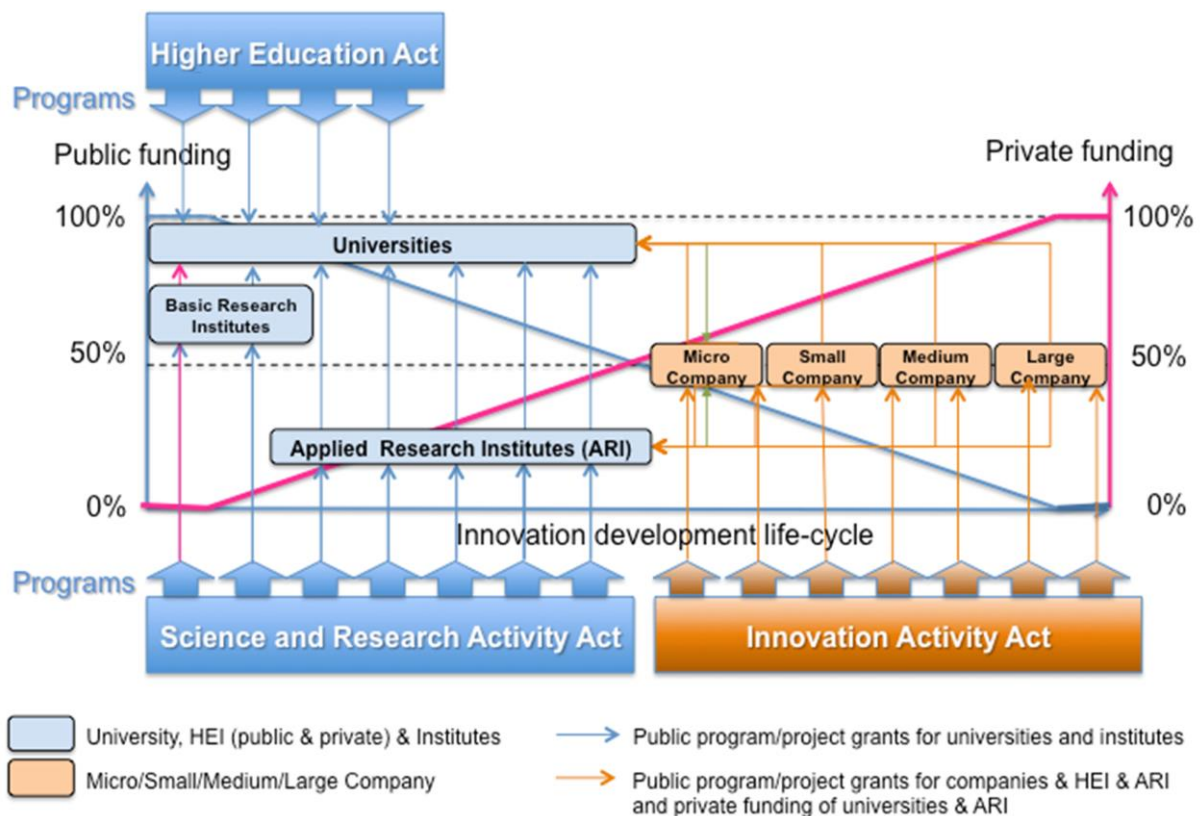 Higher Education Act
Programs
Public funding
Private funding
100%
100%
Universities
Basic Research
Institutes
50%
50%
Micro
Company
Small
Company
Medium
Company
Large
Company
Applied Research Institutes (ARI)
0%
0%
Innovation development life-cycle
Programs
Science and Research Activity Act
Innovation Activity Act
University, HEI (public & private) & Institutes
Public program/project grants for universities and institutes
Micro/Small/Medium/Large Company
Public program/project grants for companies & HEI & ARI
and private funding of universities & ARI